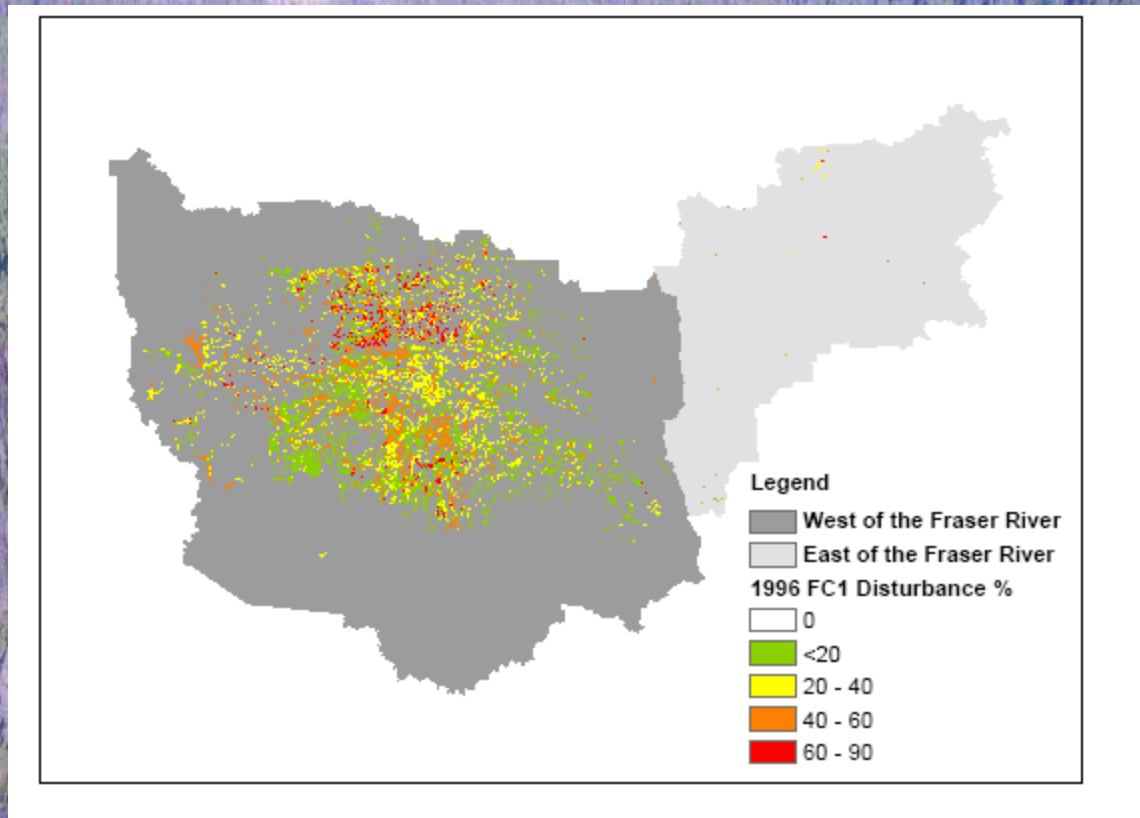 Legend
West of the Fraser River
East of the Fraser River
1996 FC1 Disturbance %
0
<20
20 - 40
40 - 60
60 - 90